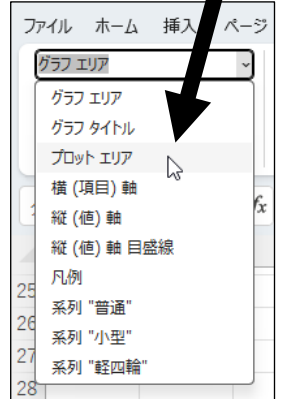 ファイル ホーム 挿入 ページ
グラフ エリア
グラフ エリア
グラフ タイトル
プロット エリア
横 (項目) 軸
縦 (値) 軸
縦 (値) 軸 目盛線
凡例
系列 "普通"
系列 "小型"
系列 "軽四輪"
fx
25
26
27
28